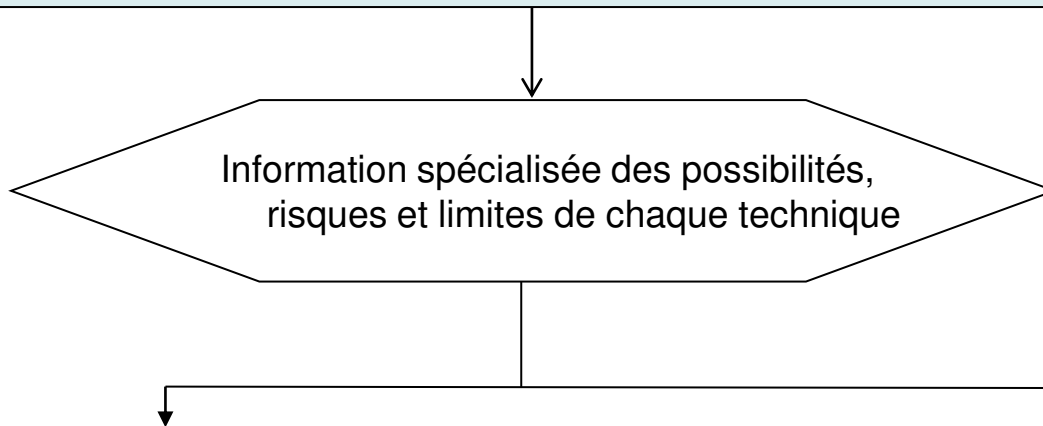 Information spécialisée des possibilités,
risques et limites de chaque technique